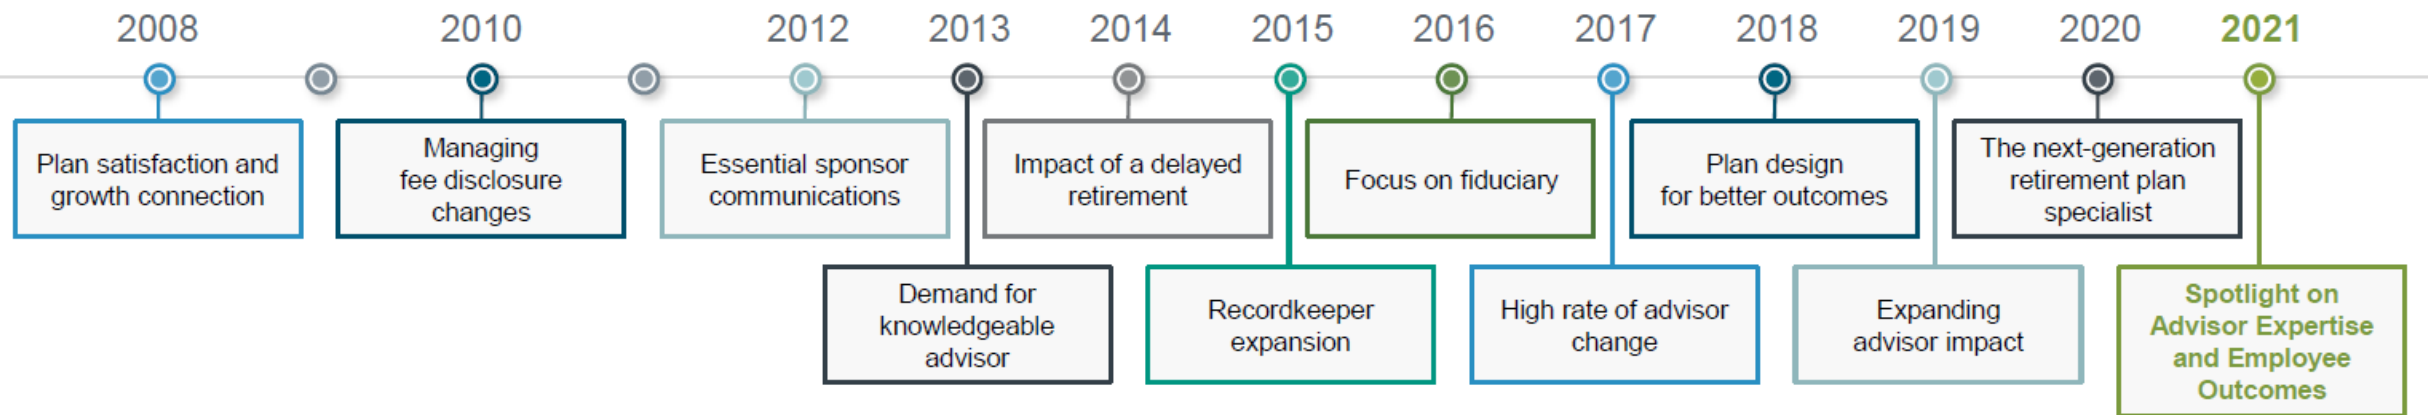 2008
2010
2012
2013
2014
2015
2016
2017
2018
2019
2020
2021
Plan satisfaction and
growth connection
Managing
fee disclosure
changes
Essential sponsor
communications
Impact of a delayed
retirement
Focus on fiduciary
Plan design
for better outcomes
The next-generation
retirement plan
specialist
Demand for
knowledgeable
advisor
Recordkeeper
expansion
High rate of advisor
change
Expanding
advisor impact
Spotlight on
Advisor Expertise
and Employee
Outcomes